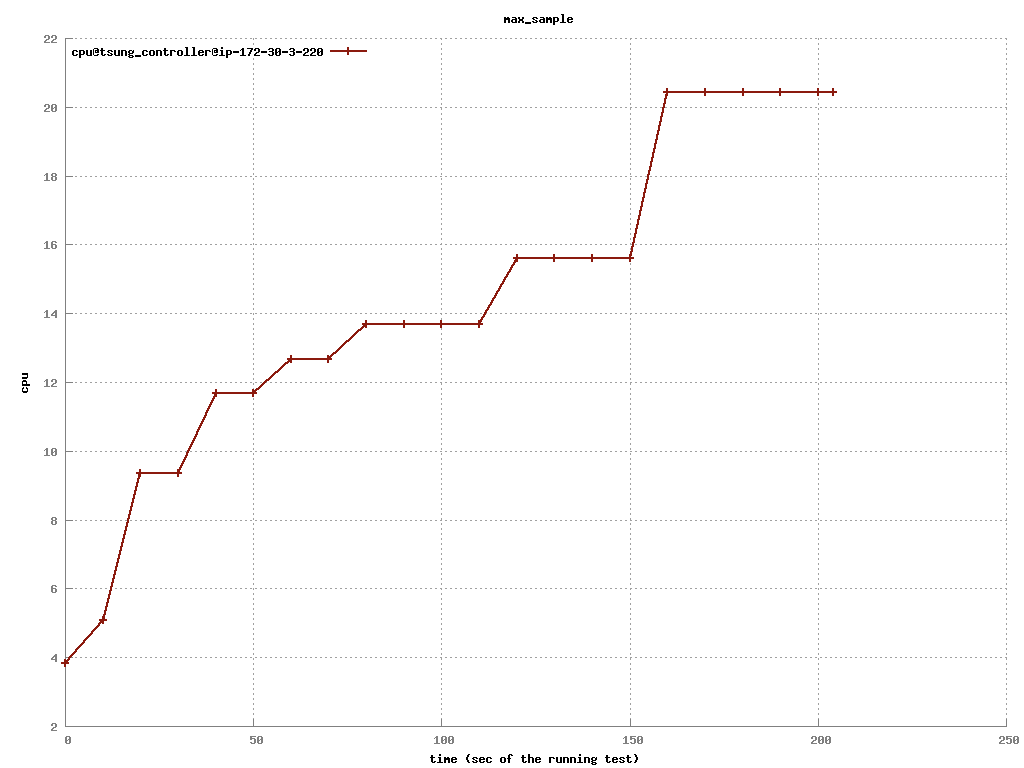 max_sample
22
cpu@tsung_controller@ip-172-30-3-220
20
18
16
14
12
cpu
10
8
6
4
2
0 50 100 150 200 250
time (sec of the running test)